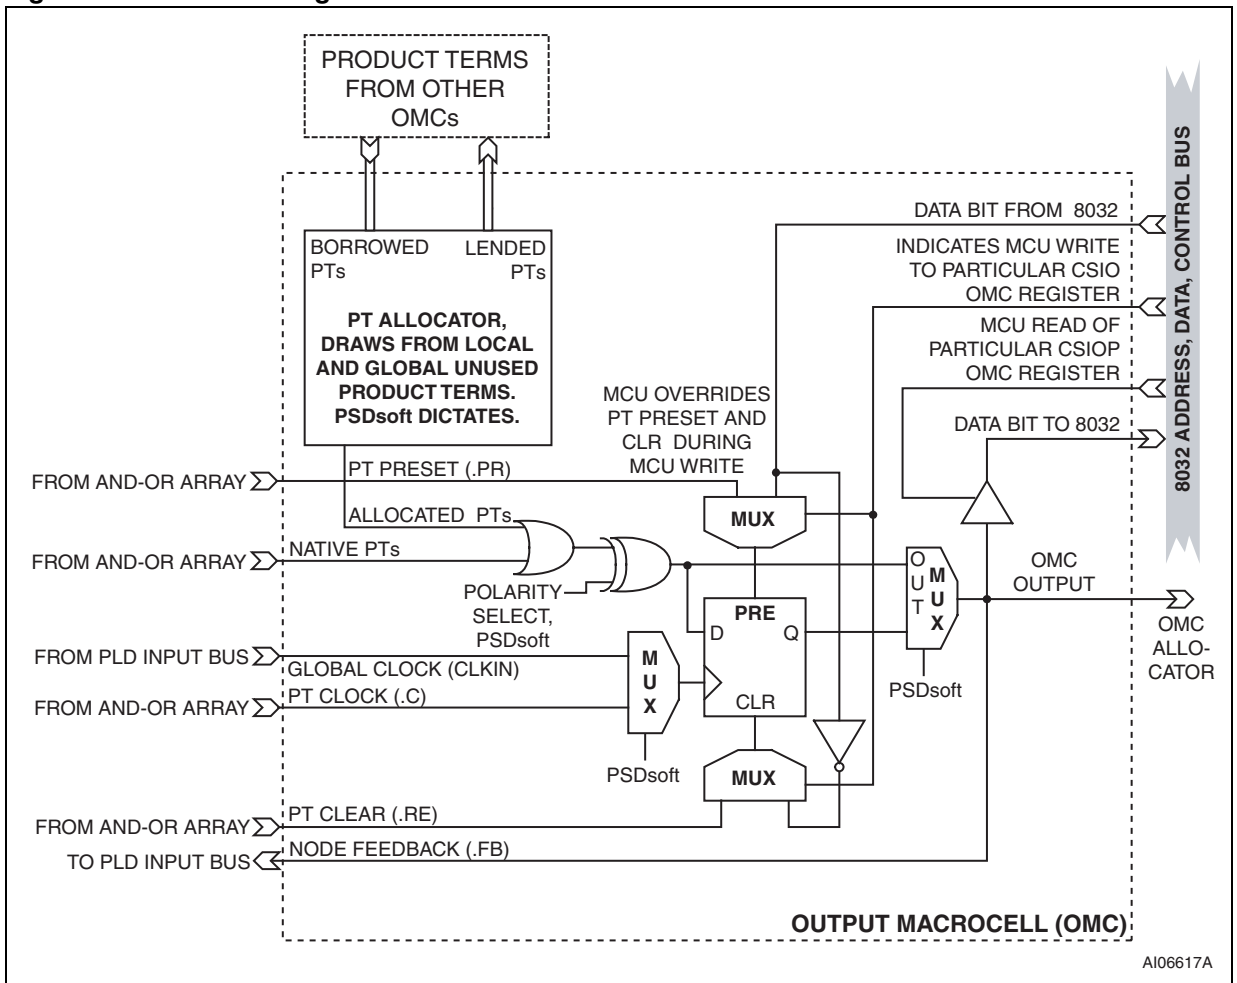 PRODUCT TERMS
FROM OTHER
OMCs
BORROWED
PTs
LENDED
PTs
PT ALLOCATOR,
DRAWS FROM LOCAL
AND GLOBAL UNUSED
PRODUCT TERMS.
PSDsoft DICTATES.
DATA BIT FROM 8032
INDICATES MCU WRITE
TO PARTICULAR CSIO
OMC REGISTER
MCU READ OF
PARTICULAR CSIOP
OMC REGISTER
DATA BIT TO 8032
8032 ADDRESS, DATA, CONTROL BUS
MCU OVERRIDES
PT PRESET AND
CLR DURING
MCU WRITE
FROM AND-OR ARRAY
PT PRESET (.PR)
MUX
ALLOCATED PTs
FROM AND-OR ARRAY
NATIVE PTs
POLARITY
SELECT,
PSDsoft
PRE
D
Q
CLR
OUT
MUX
PSDsoft
OMC
OUTPUT
OMC
ALLO-
CATOR
FROM PLD INPUT BUS
GLOBAL CLOCK (CLKIN)
FROM AND-OR ARRAY
PT CLOCK (.C)
MUX
PSDsoft
MUX
FROM AND-OR ARRAY
PT CLEAR (.RE)
TO PLD INPUT BUS
NODE FEEDBACK (.FB)
OUTPUT MACROCELL (OMC)
AI06617A